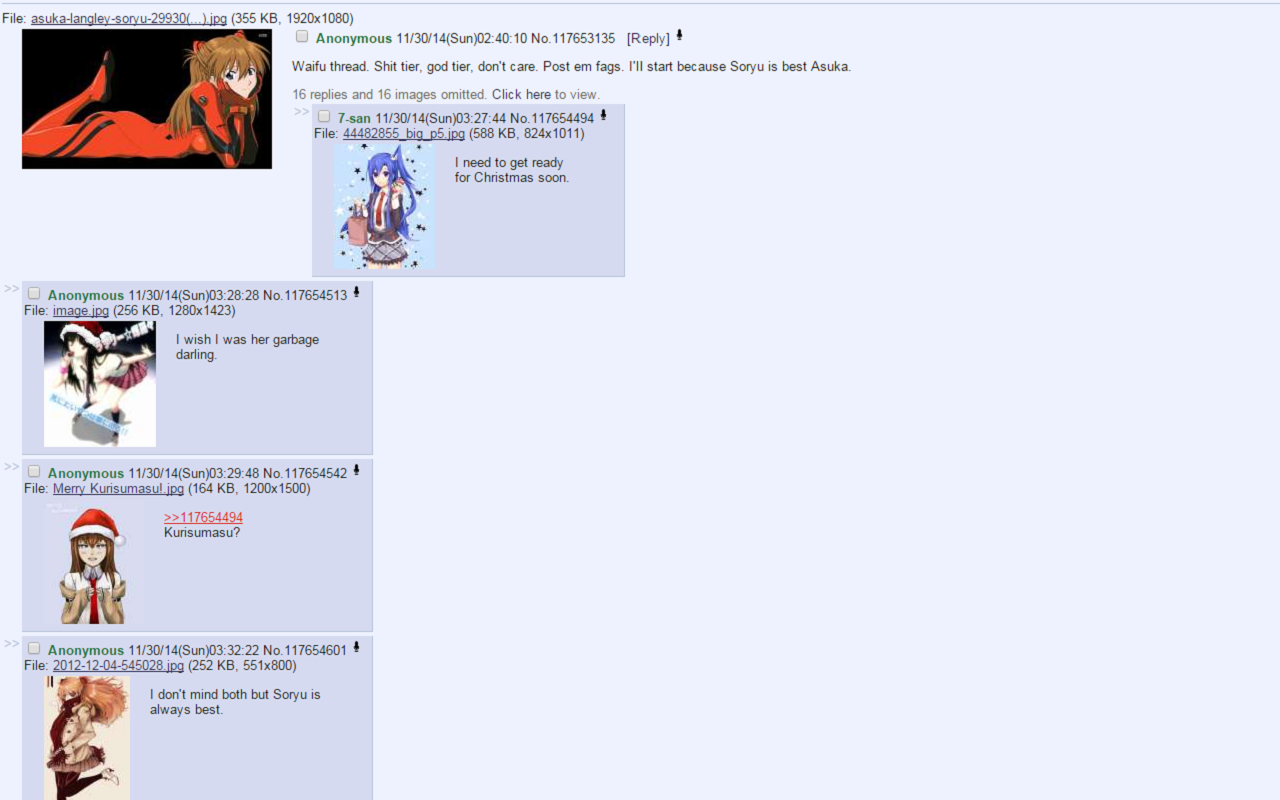 File: asuka-langley-soryu-29930(...).jpg (355 KB, 1920x1080)
Anonymous 11/30/14(Sun)02:40:10 No.117653135 [Reply]
Waifu thread. Shit tier, god tier, don't care. Post em fags. I'll start because Soryu is best Asuka.
16 replies and 16 images omitted. Click here to view.
>> 7-san 11/30/14(Sun)03:27:44 No.117654494
File: 44482855_big_p5.jpg (588 KB, 824x1011)
I need to get ready
for Christmas soon.
>> Anonymous 11/30/14(Sun)03:28:28 No.117654513
File: image.jpg (256 KB, 1280x1423)
I wish I was her garbage
darling.
>> Anonymous 11/30/14(Sun)03:29:48 No.117654542
File: Merry Kurisumasu!.jpg (164 KB, 1200x1500)
>>117654494
Kurisumasu?
>> Anonymous 11/30/14(Sun)03:32:22 No.117654601
File: 2012-12-04-545028.jpg (252 KB, 551x800)
I don't mind both but Soryu is
always best.